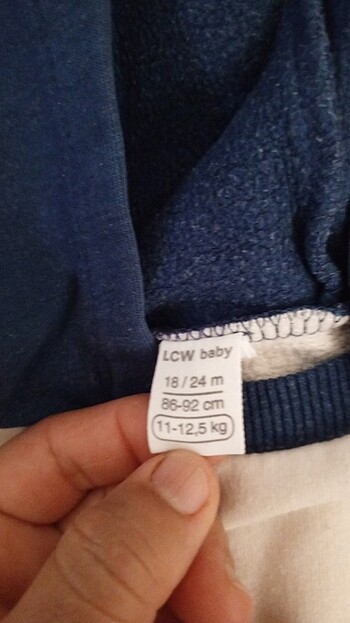 LCW baby
18 / 24 m
86-92 cm
11-12,5 kg